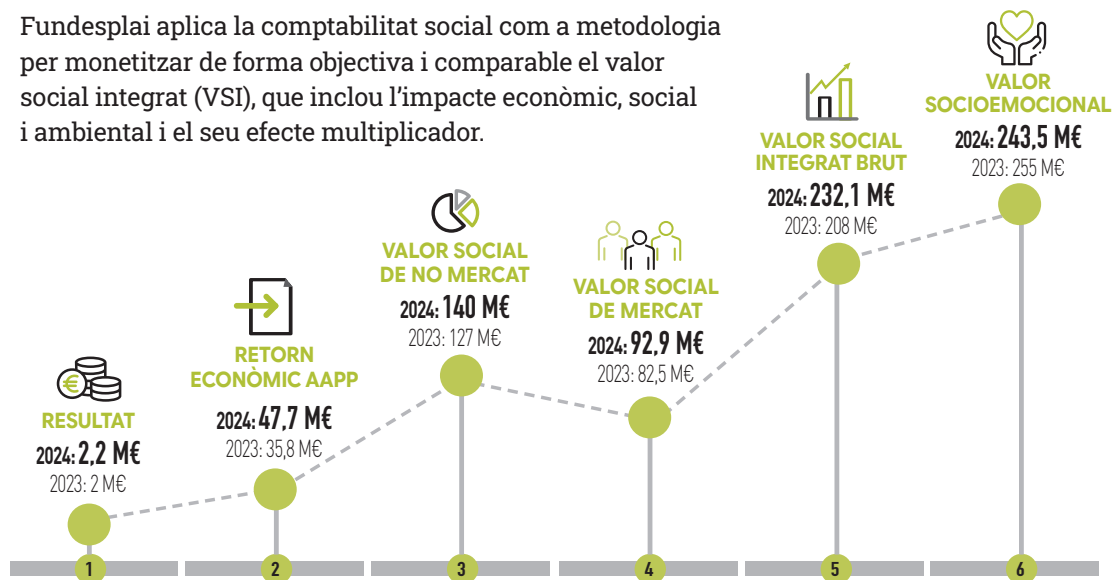 Fundesplai aplica la comptabilitat social com a metodologia
per monetitzar de forma objectiva i comparable el valor
social integrat (VSI), que inclou l’impacte econòmic, social
i ambiental i el seu efecte multiplicador.
€
RESULTAT
2024: 2,2 M€
2023: 2 M€
RETORN
ECONÒMIC AAPP
2024: 47,7 M€
2023: 35,8 M€
VALOR SOCIAL
DE NO MERCAT
2024: 140 M€
2023: 127 M€
VALOR SOCIAL
DE MERCAT
2024: 92,9 M€
2023: 82,5 M€
VALOR SOCIAL
INTEGRAT BRUT
2024: 232,1 M€
2023: 208 M€
VALOR
SOCIOEMOCIONAL
2024: 243,5 M€
2023: 255 M€
1
2
3
4
5
6